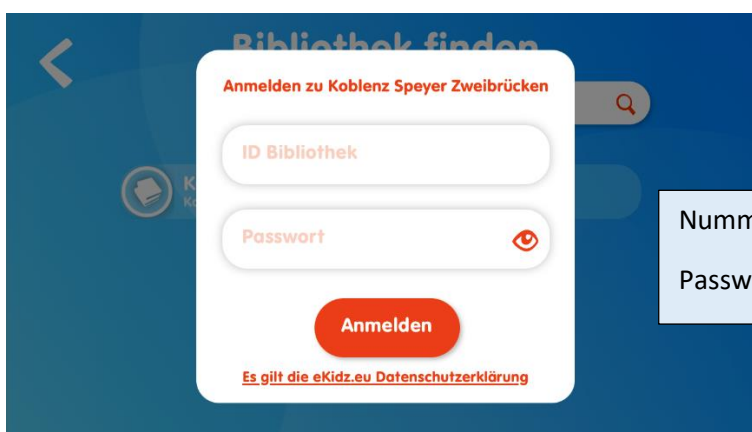 Bibliothek finden
Anmelden zu Koblenz Speyer Zweibrücken
ID Bibliothek
Passwort
Anmelden
Es gilt die eKidz.eu Datenschutzerklärung